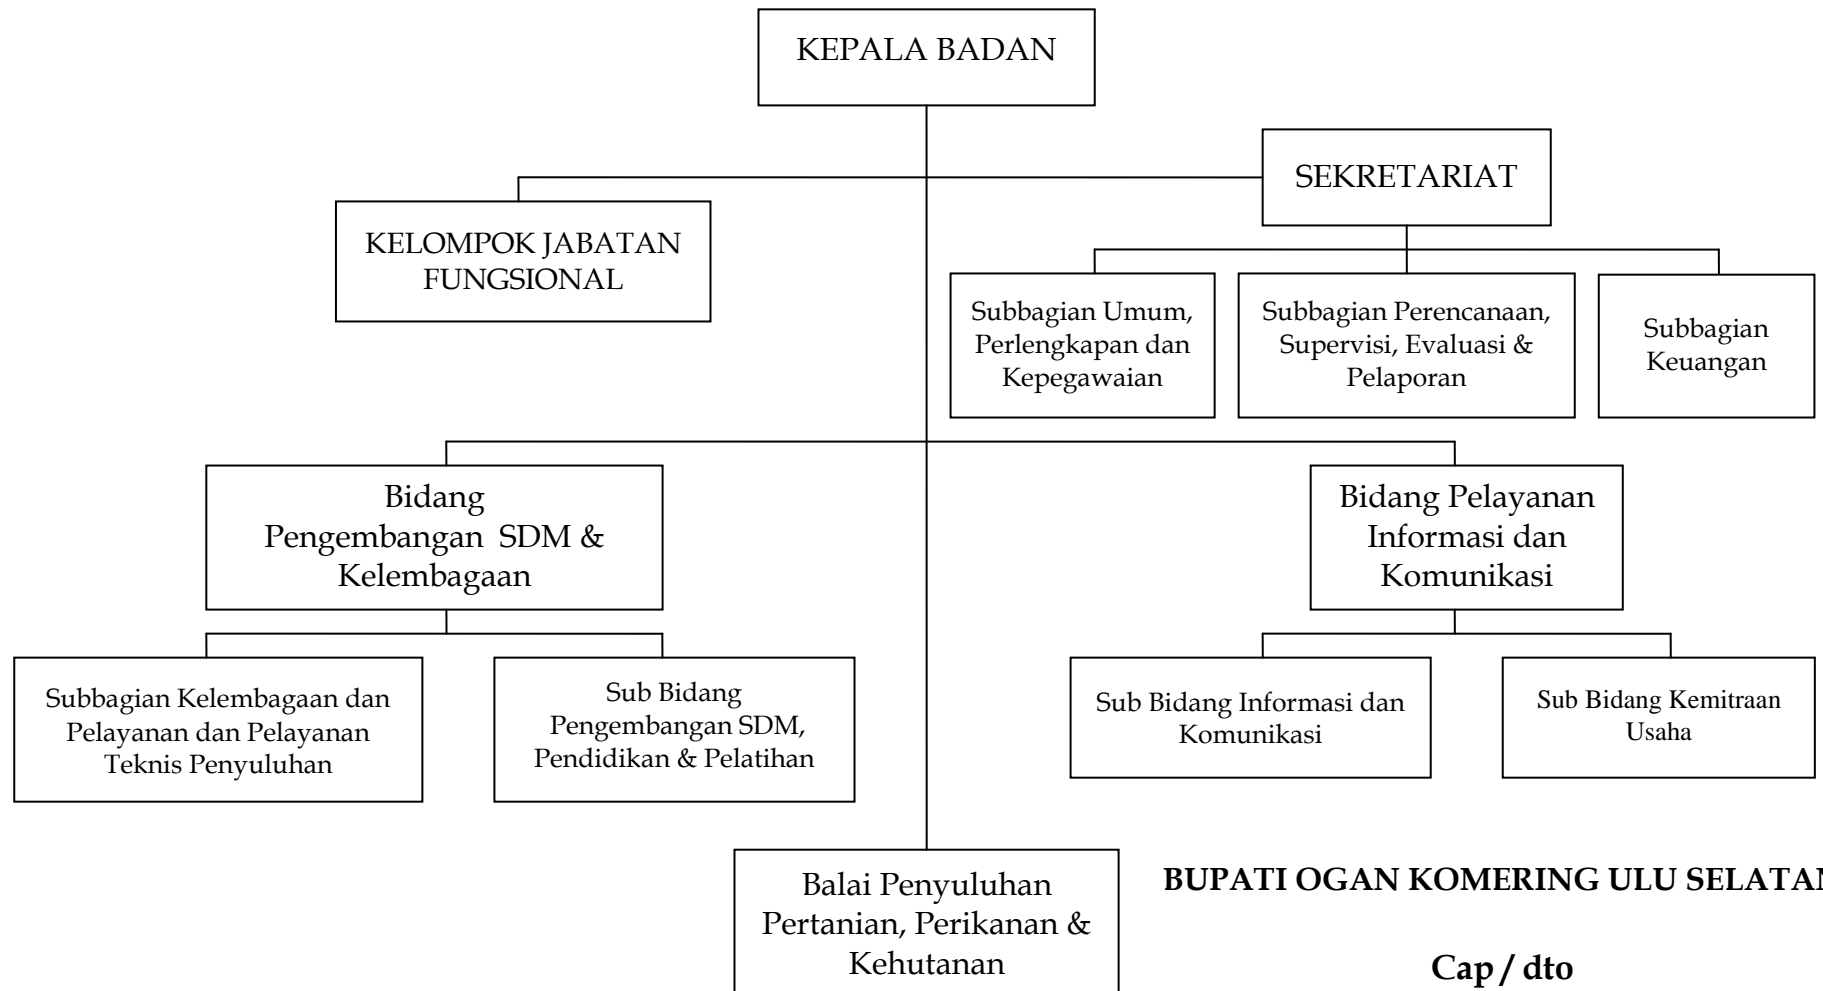 KEPALA BADAN
SEKRETARIAT
KELOMPOK JABATAN
FUNGSIONAL
Subbagian Umum,
Perlengkapan dan
Kepegawaian
Subbagian Perencanaan,
Supervisi, Evaluasi &
Pelaporan
Subbagian
Keuangan
Bidang
Pengembangan  SDM &
Kelembagaan
Bidang Pelayanan
Informasi dan
Komunikasi
Subbagian Kelembagaan dan
Pelayanan dan Pelayanan
Teknis Penyuluhan
Sub Bidang
Pengembangan SDM,
Pendidikan & Pelatihan
Sub Bidang Informasi dan
Komunikasi
Sub Bidang Kemitraan
Usaha
Balai Penyuluhan
Pertanian, Perikanan &
Kehutanan
BUPATI OGAN KOMERING ULU SELATAN
Cap / dto